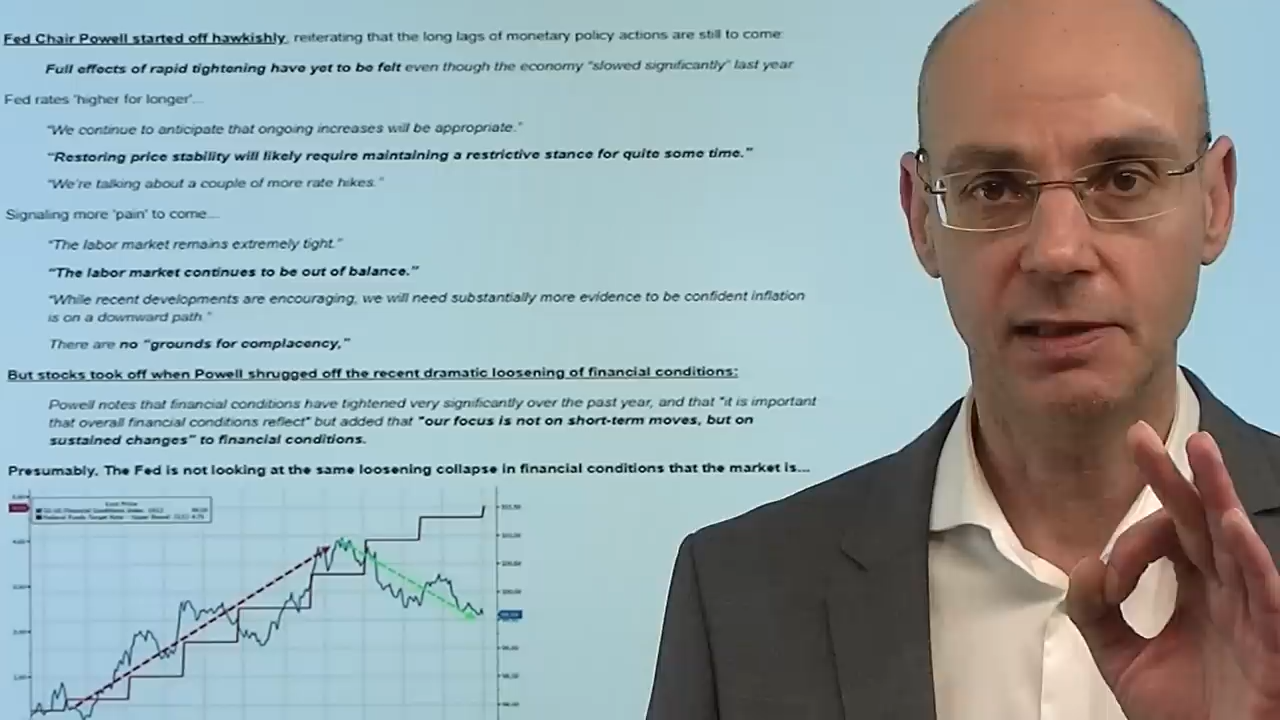 Fed Chair Powell started off hawkishly, reiterating that the long lags of monetary policy actions are still to come:
Full effects of rapid tightening have yet to be felt even though the economy "slowed significantly" last year
Fed rates 'higher for longer'...
"We continue to anticipate that ongoing increases will be appropriate."
"Restoring price stability will likely require maintaining a restrictive stance for quite some time."
"We're talking about a couple of more rate hikes."
Signaling more 'pain' to come...
"The labor market remains extremely tight."
"The labor market continues to be out of balance."
"While recent developments are encouraging, we will need substantially more evidence to be confident inflation
is on a downward path."
There are no "grounds for complacency,"
But stocks took off when Powell shrugged off the recent dramatic loosening of financial conditions:
Powell notes that financial conditions have tightened very significantly over the past year, and that "it is important
that overall financial conditions reflect" but added that "our focus is not on short-term moves, but on
sustained changes" to financial conditions.
Presumably, The Fed is not looking at the same loosening collapse in financial conditions that the market is...